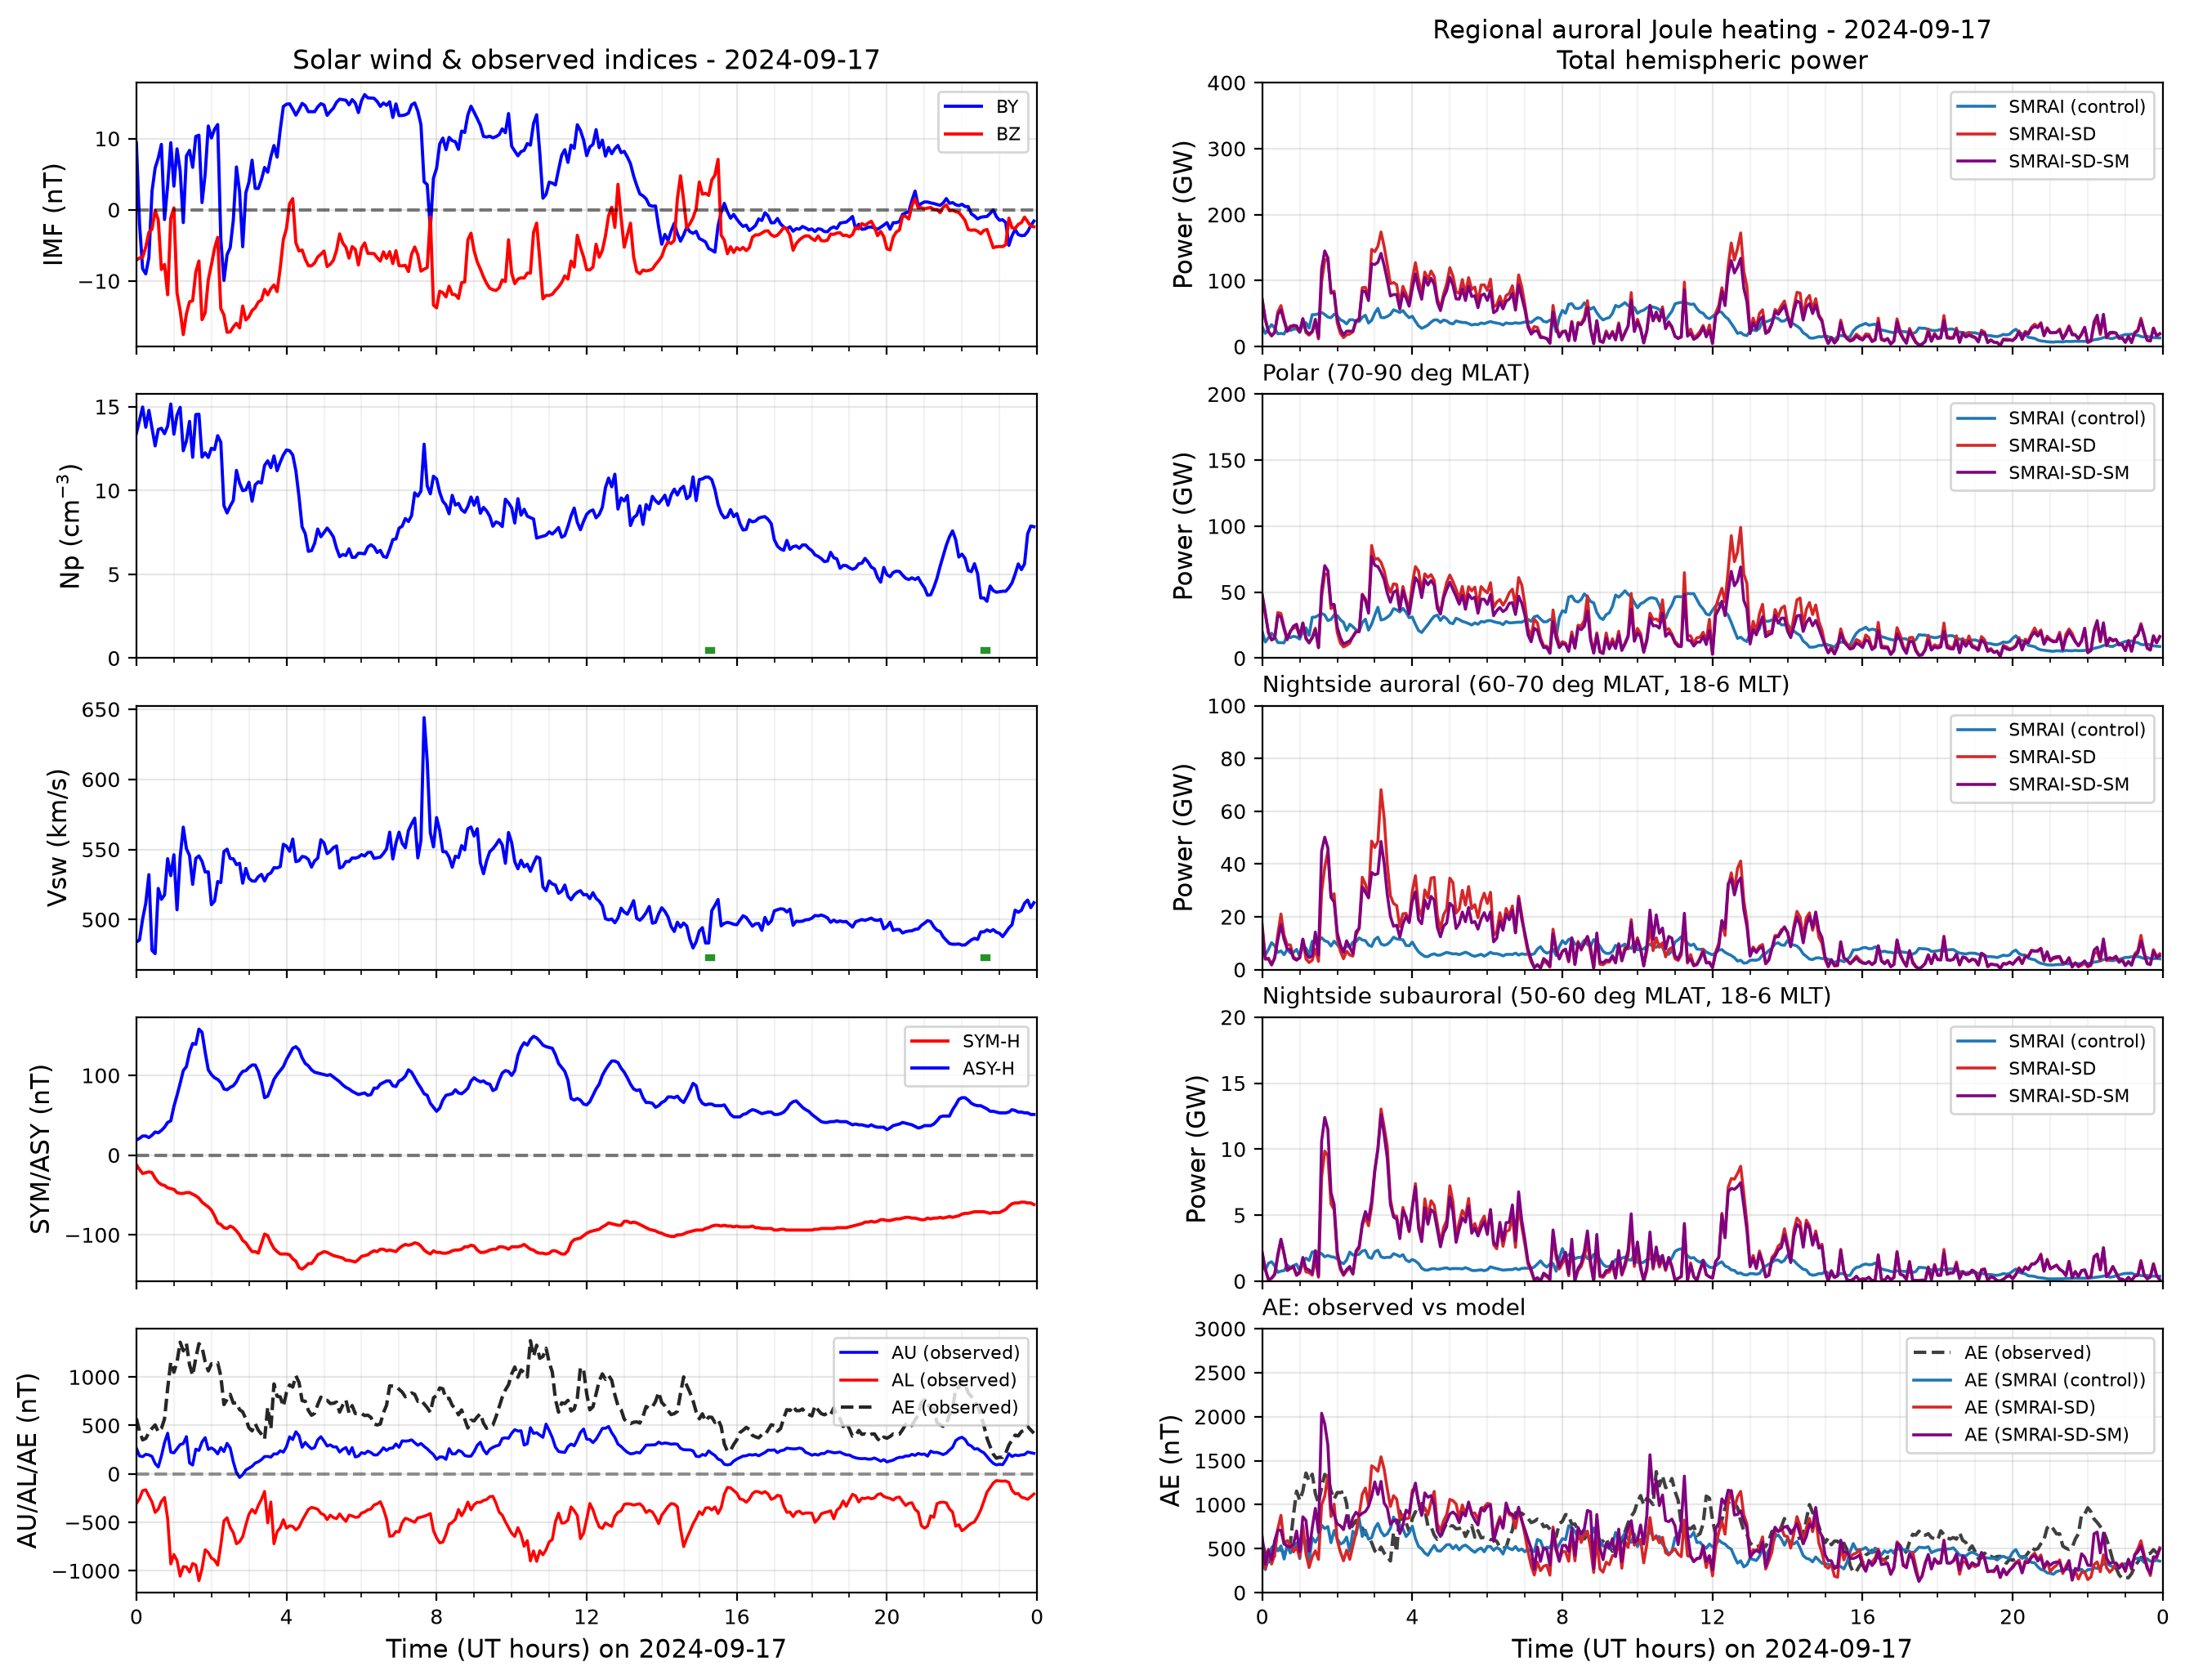 Solar wind & observed indices - 2024-09-17
IMF (nT)
10
0
−10
BY
BZ
Np (cm⁻³)
15
10
5
0
Vsw (km/s)
650
600
550
500
SYM/ASY (nT)
100
0
−100
SYM-H
ASY-H
AU/AL/AE (nT)
1000
500
0
−500
−1000
AU (observed)
AL (observed)
AE (observed)
0 4 8 12 16 20 0
Time (UT hours) on 2024-09-17
Regional auroral Joule heating - 2024-09-17
Total hemispheric power
Power (GW)
400
300
200
100
0
SMRAI (control)
SMRAI-SD
SMRAI-SD-SM
Polar (70-90 deg MLAT)
Power (GW)
200
150
100
50
0
SMRAI (control)
SMRAI-SD
SMRAI-SD-SM
Nightside auroral (60-70 deg MLAT, 18-6 MLT)
Power (GW)
100
80
60
40
20
0
SMRAI (control)
SMRAI-SD
SMRAI-SD-SM
Nightside subauroral (50-60 deg MLAT, 18-6 MLT)
Power (GW)
20
15
10
5
0
SMRAI (control)
SMRAI-SD
SMRAI-SD-SM
AE: observed vs model
AE (nT)
3000
2500
2000
1500
1000
500
0
AE (observed)
AE (SMRAI (control))
AE (SMRAI-SD)
AE (SMRAI-SD-SM)
0 4 8 12 16 20 0
Time (UT hours) on 2024-09-17